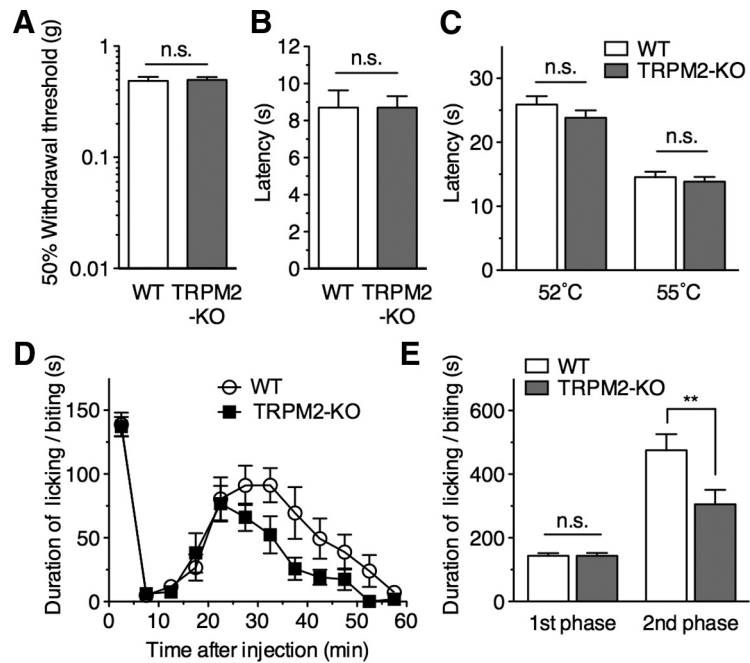 A
50% Withdrawal threshold (g)
1
0.1
0.01
n.s.
WT TRPM2
-KO
B
Latency (s)
12
10
8
6
4
2
0
n.s.
WT TRPM2
-KO
C
Latency (s)
30
20
10
0
WT
TRPM2-KO
n.s.
n.s.
52°C 55°C
D
Duration of licking / biting (s)
150
100
50
0
WT
TRPM2-KO
0 10 20 30 40 50 60
Time after injection (min)
E
Duration of licking / biting (s)
600
400
200
0
WT
TRPM2-KO
**
n.s.
1st phase 2nd phase